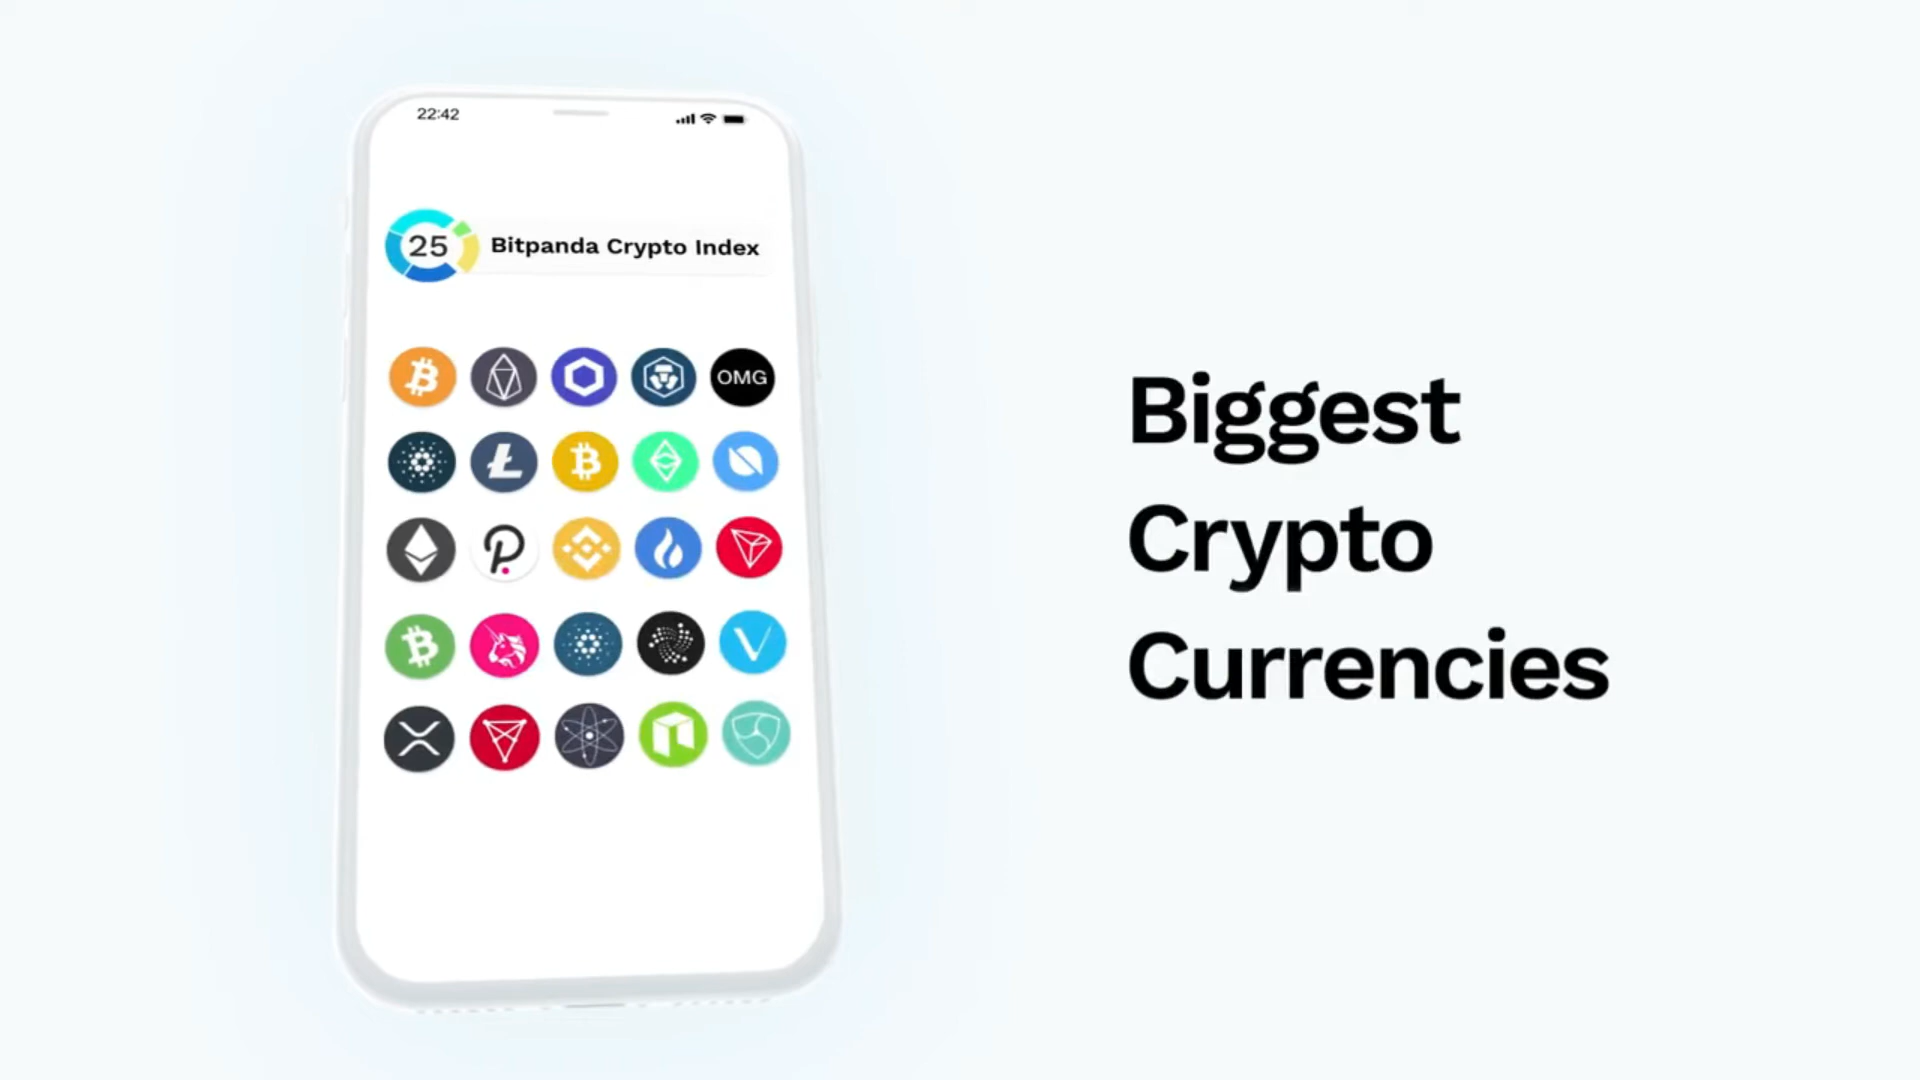 22:42
25 Bitpanda Crypto Index
OMG
Biggest
Crypto
Currencies